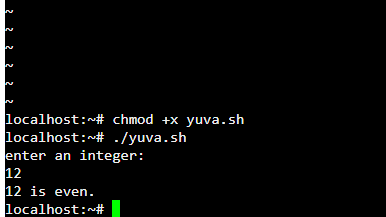 ~
~
~
~
~
~
localhost:~# chmod +x yuva.sh
localhost:~# ./yuva.sh
enter an integer:
12
12 is even.
localhost:~#